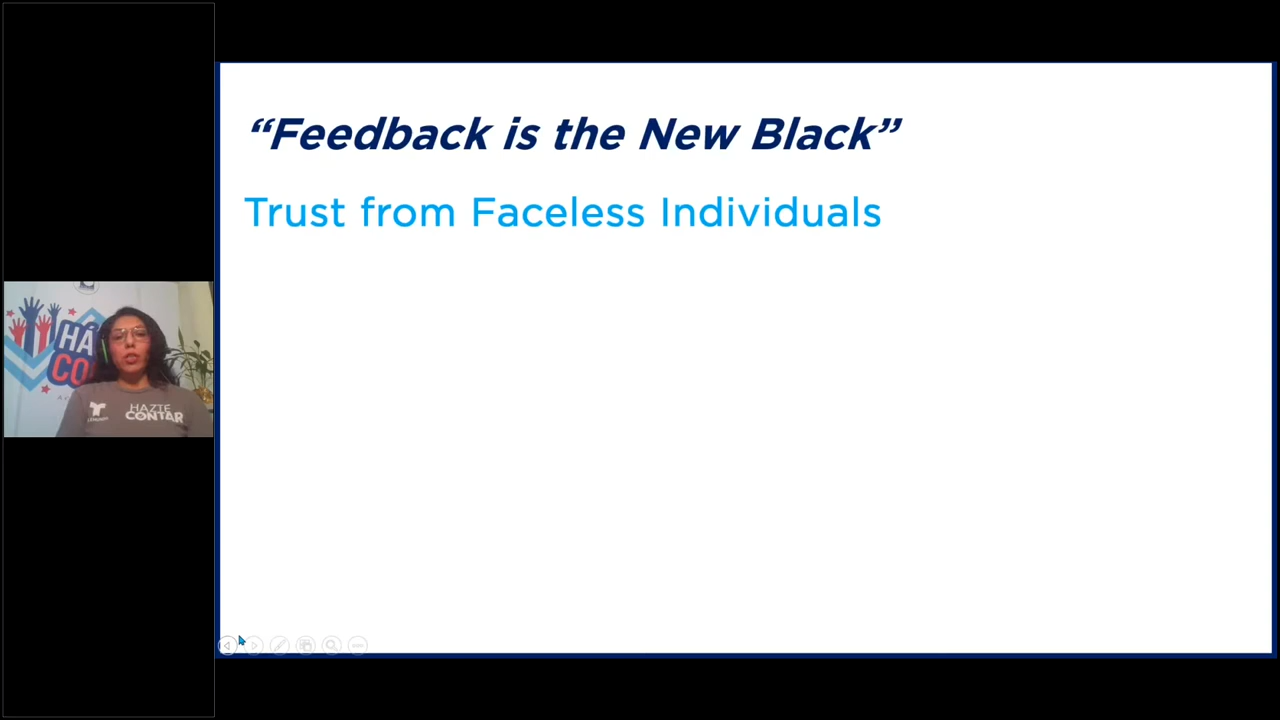 “Feedback is the New Black”
Trust from Faceless Individuals
HÁ
CO
HAZTE
CONTAR